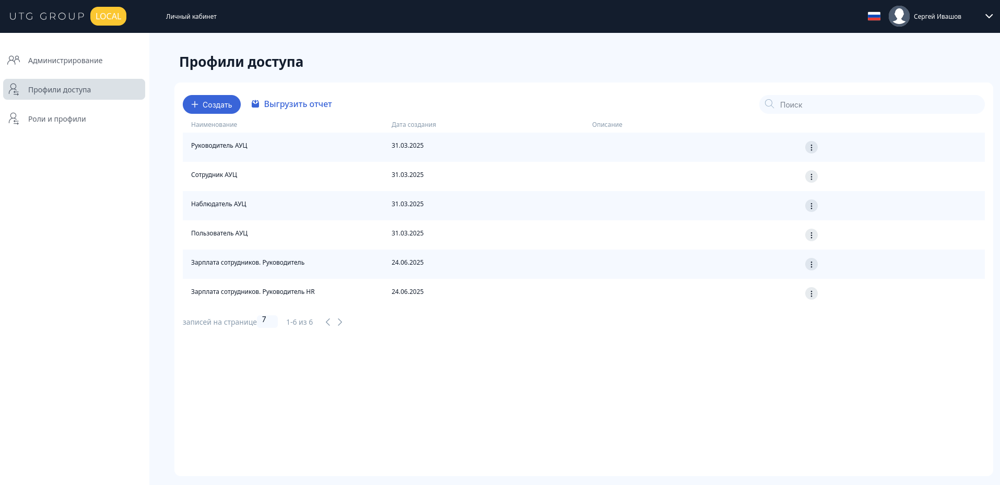 UTG GROUP LOCAL Личный кабинет Сергей Ивашов
Администрирование
Профили доступа
Роли и профили
Профили доступа
Создать Выгрузить отчет Поиск
Наименование Дата создания Описание
Руководитель АУЦ 31.03.2025
Сотрудник АУЦ 31.03.2025
Наблюдатель АУЦ 31.03.2025
Пользователь АУЦ 31.03.2025
Зарплата сотрудников. Руководитель 24.06.2025
Зарплата сотрудников. Руководитель HR 24.06.2025
записей на странице 7 1-6 из 6